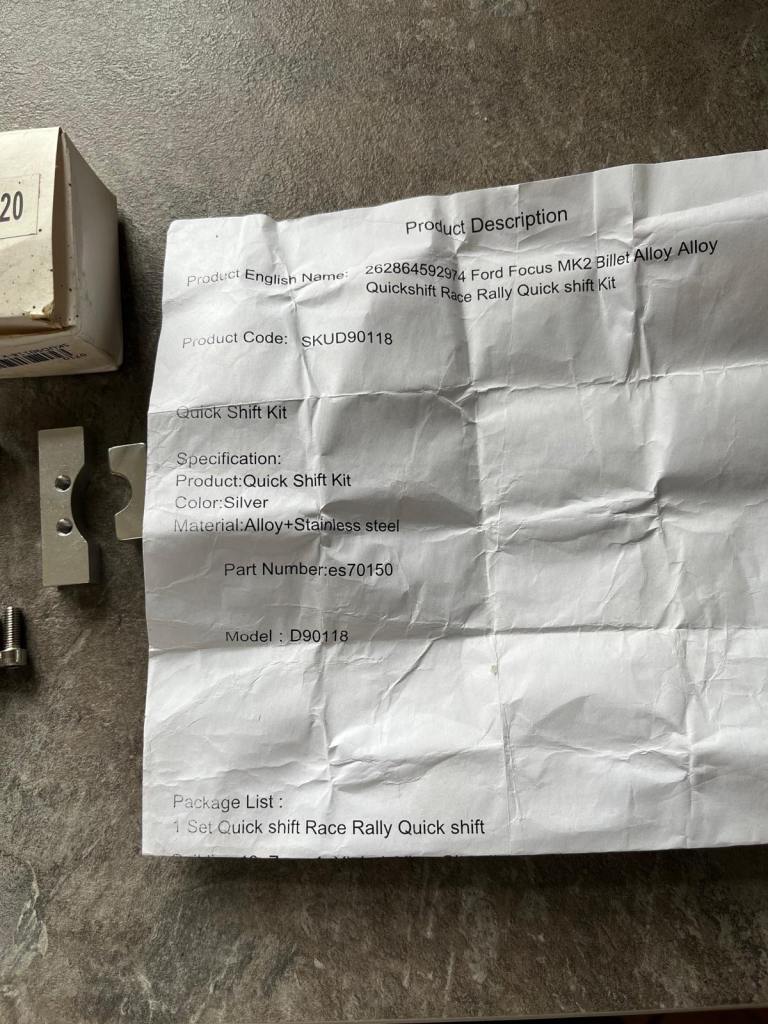 20
Product Description
Product English Name: 262864592974 Ford Focus MK2 Billet Alloy Alloy
Quickshift Race Rally Quick shift Kit
Product Code: SKUD90118
Quick Shift Kit
Specification:
Product:Quick Shift Kit
Color:Silver
Material:Alloy+Stainless steel
Part Number:es70150
Model : D90118
Package List :
1 Set Quick shift Race Rally Quick shift